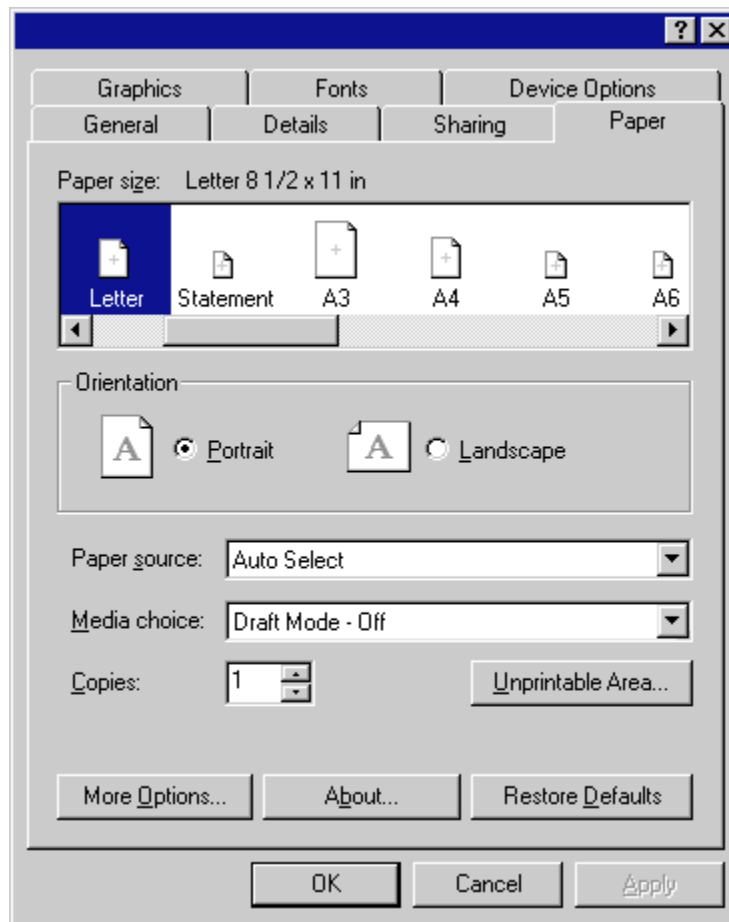 Graphics Fonts Device Options
General Details Sharing Paper
Paper size: Letter 8 1/2 x 11 in
Letter Statement A3 A4 A5 A6
Orientation
A Portrait A Landscape
Paper source: Auto Select
Media choice: Draft Mode - Off
Copies: 1 Unprintable Area...
More Options... About... Restore Defaults
OK Cancel Apply